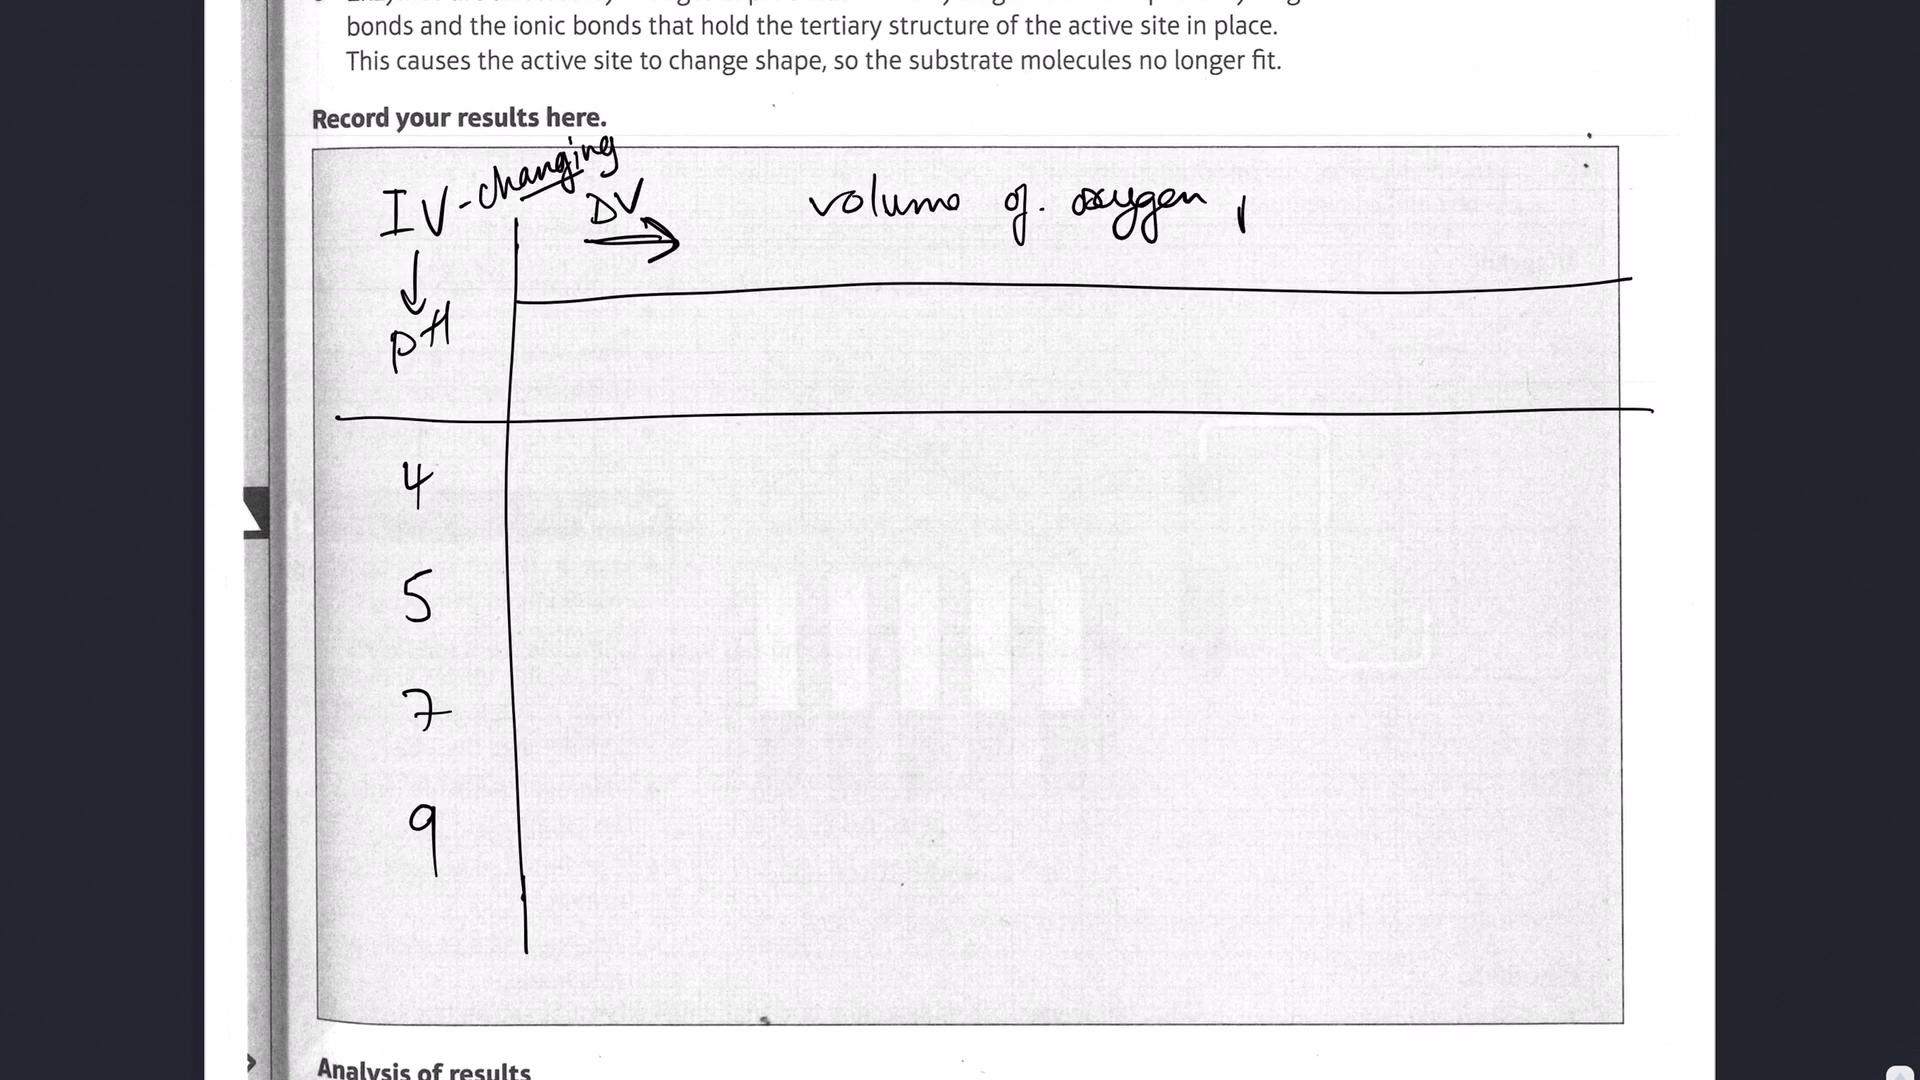 bonds and the ionic bonds that hold the tertiary structure of the active site in place.
This causes the active site to change shape, so the substrate molecules no longer fit.
Record your results here.
IV - changing
DV
volume of oxygen
pH
4
5
7
9
Analysis of results